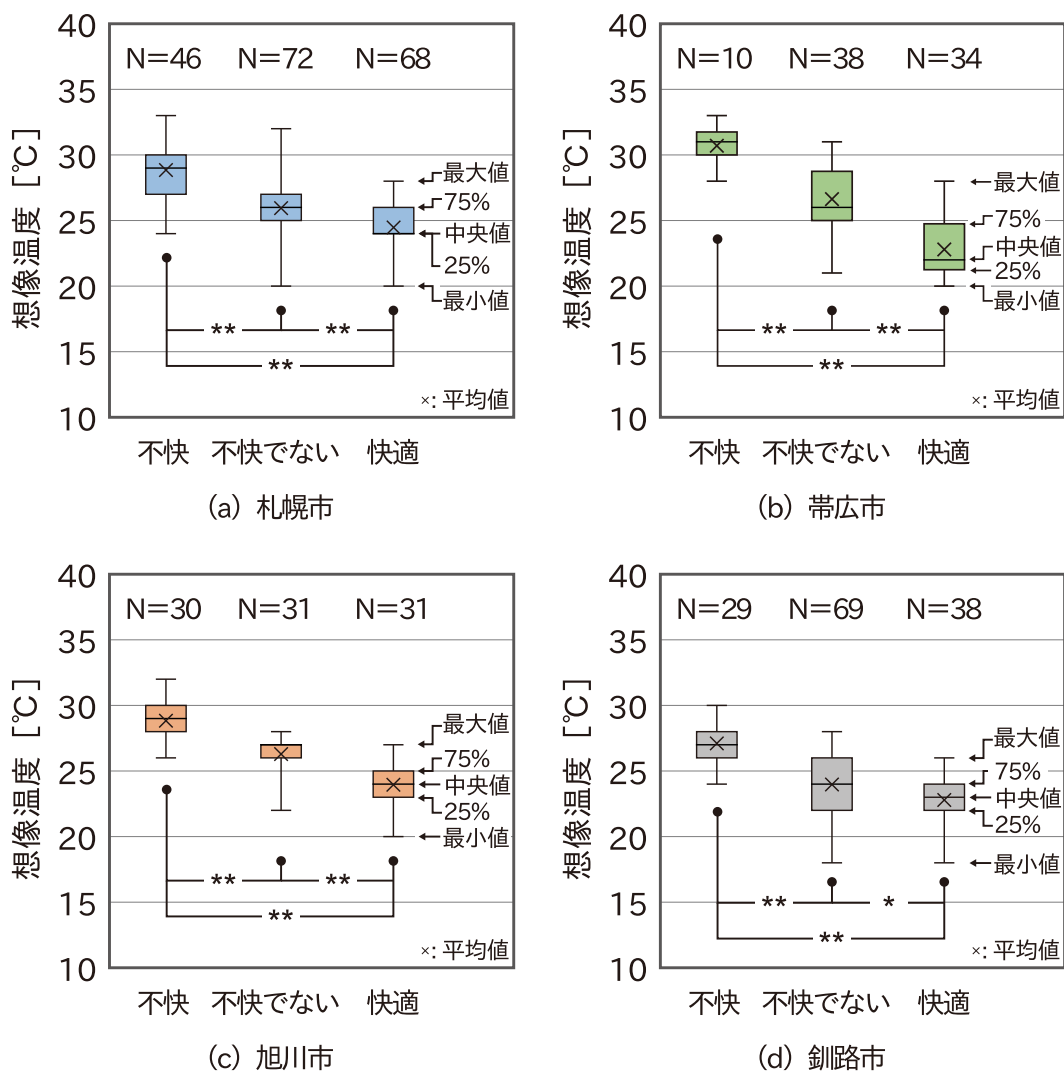 想像温度 [℃]
40
35
30
25
20
15
10
N=46 N=72 N=68
最大値
75%
中央値
25%
最小値
** **
**
×: 平均値
不快 不快でない 快適
(a) 札幌市
想像温度 [℃]
40
35
30
25
20
15
10
N=10 N=38 N=34
最大値
75%
中央値
25%
最小値
** **
**
×: 平均値
不快 不快でない 快適
(b) 帯広市
想像温度 [℃]
40
35
30
25
20
15
10
N=30 N=31 N=31
最大値
75%
中央値
25%
最小値
** **
**
×: 平均値
不快 不快でない 快適
(c) 旭川市
想像温度 [℃]
40
35
30
25
20
15
10
N=29 N=69 N=38
最大値
75%
中央値
25%
最小値
** *
**
×: 平均値
不快 不快でない 快適
(d) 釧路市